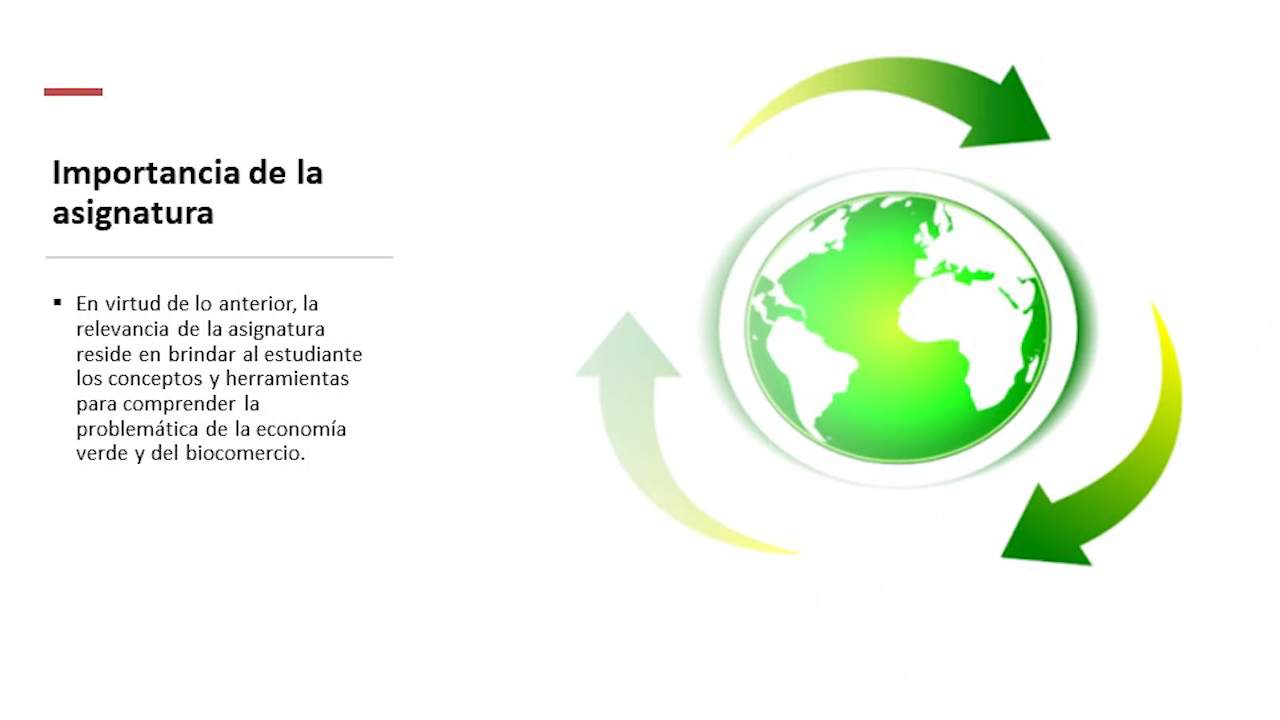 Importancia de la
asignatura
▪ En virtud de lo anterior, la
relevancia de la asignatura
reside en brindar al estudiante
los conceptos y herramientas
para comprender la
problemática de la economía
verde y del biocomercio.